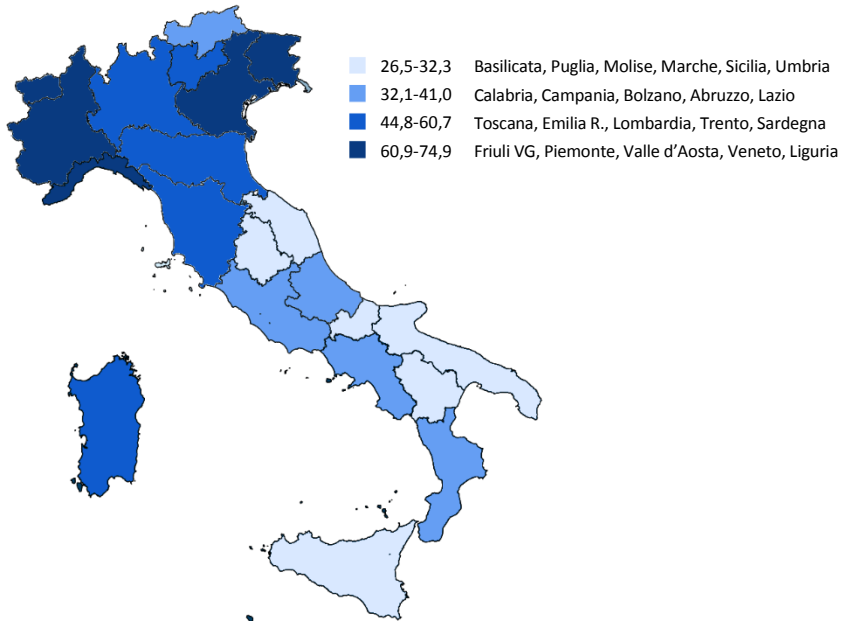 26,5-32,3 Basilicata, Puglia, Molise, Marche, Sicilia, Umbria
32,1-41,0 Calabria, Campania, Bolzano, Abruzzo, Lazio
44,8-60,7 Toscana, Emilia R., Lombardia, Trento, Sardegna
60,9-74,9 Friuli VG, Piemonte, Valle d’Aosta, Veneto, Liguria